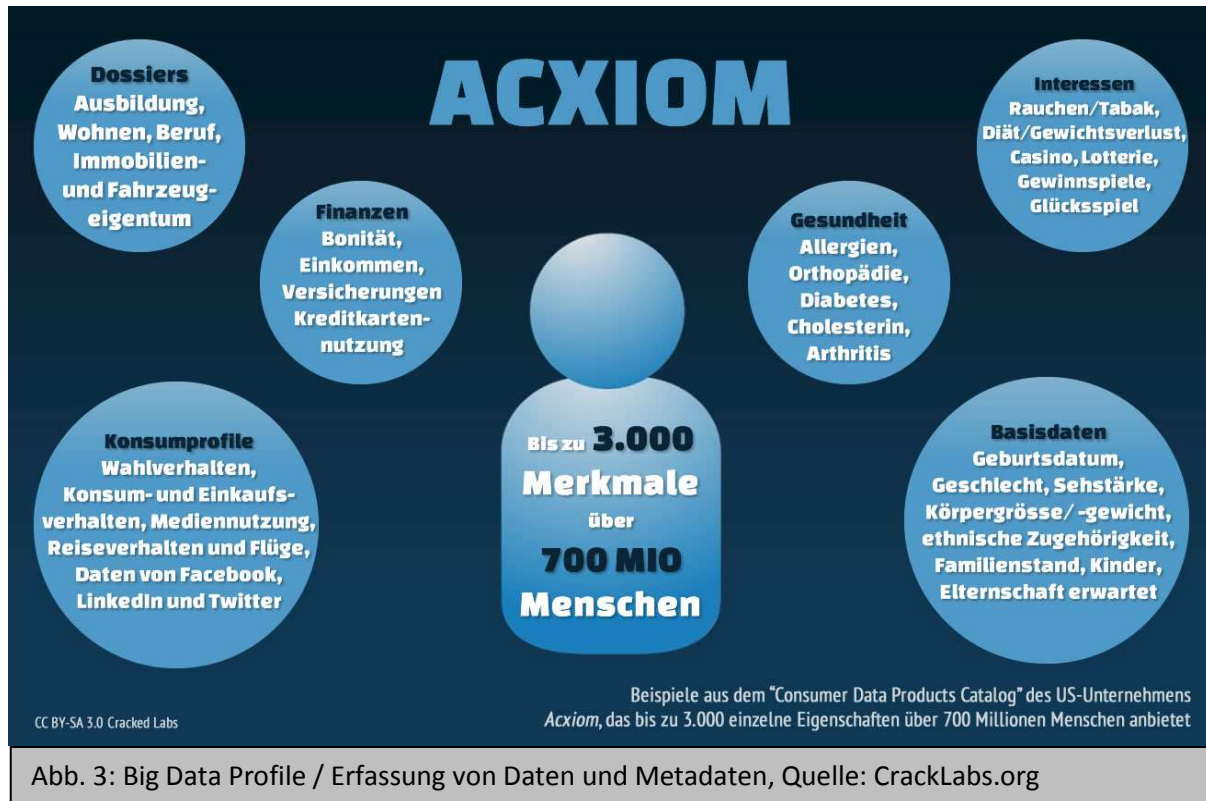 ACXIOM
Dossiers
Ausbildung,
Wohnen, Beruf,
Immobilien-
und Fahrzeug-
eigentum
Finanzen
Bonität,
Einkommen,
Versicherungen
Kreditkarten-
nutzung
Gesundheit
Allergien,
Orthopädie,
Diabetes,
Cholesterin,
Arthritis
Interessen
Rauchen/Tabak,
Diät/Gewichtsverlust,
Casino, Lotterie,
Gewinnspiele,
Glücksspiel
Konsumprofile
Wahlverhalten,
Konsum- und Einkaufs-
verhalten, Mediennutzung,
Reiseverhalten und Flüge,
Daten von Facebook,
LinkedIn und Twitter
Bis zu 3.000
Merkmale
über
700 MIO
Menschen
Basisdaten
Geburtsdatum,
Geschlecht, Sehstärke,
Körpergrösse/ -gewicht,
ethnische Zugehörigkeit,
Familienstand, Kinder,
Elternschaft erwartet
CC BY-SA 3.0 Cracked Labs
Beispiele aus dem "Consumer Data Products Catalog" des US-Unternehmens
Acxiom, das bis zu 3.000 einzelne Eigenschaften über 700 Millionen Menschen anbietet
Abb. 3: Big Data Profile / Erfassung von Daten und Metadaten, Quelle: CrackLabs.org